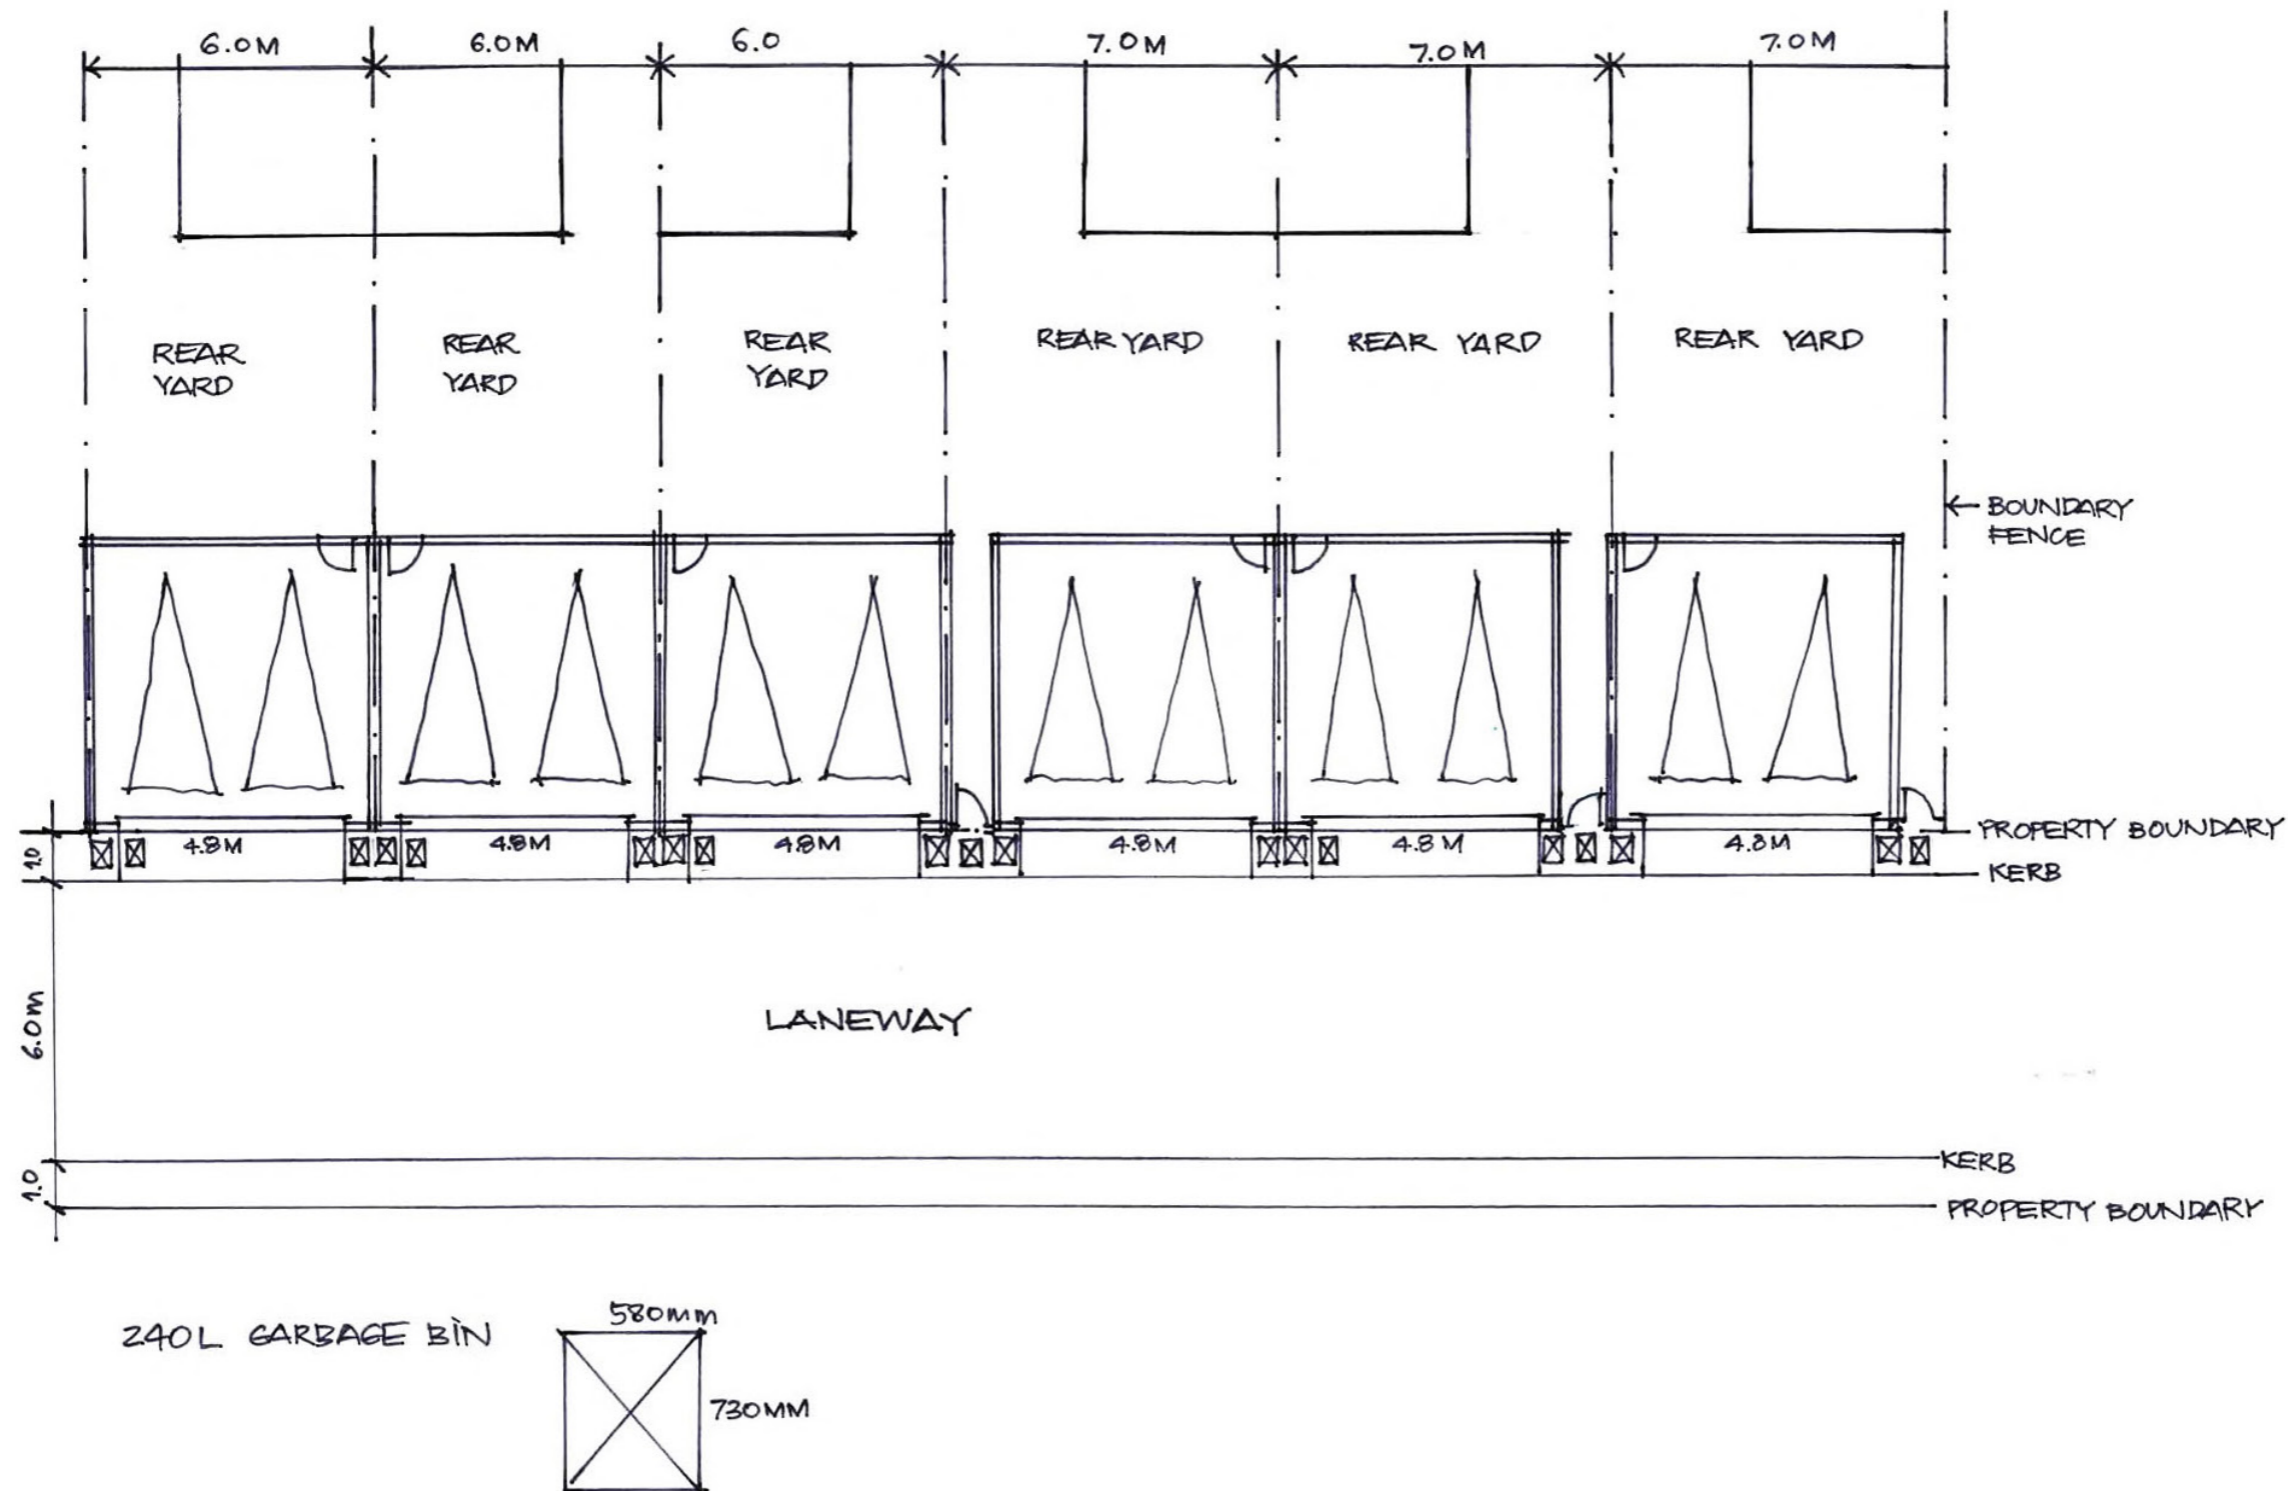 6.0M
6.0M
6.0
7.0M
7.0M
7.0M
REAR
YARD
REAR
YARD
REAR
YARD
REAR YARD
REAR YARD
REAR YARD
BOUNDARY
FENCE
PROPERTY BOUNDARY
1.0
4.8M
4.8M
4.8M
4.8M
4.8M
4.8M
KERB
6.0m
LANEWAY
1.0
KERB
PROPERTY BOUNDARY
240L GARBAGE BIN
580mm
730MM